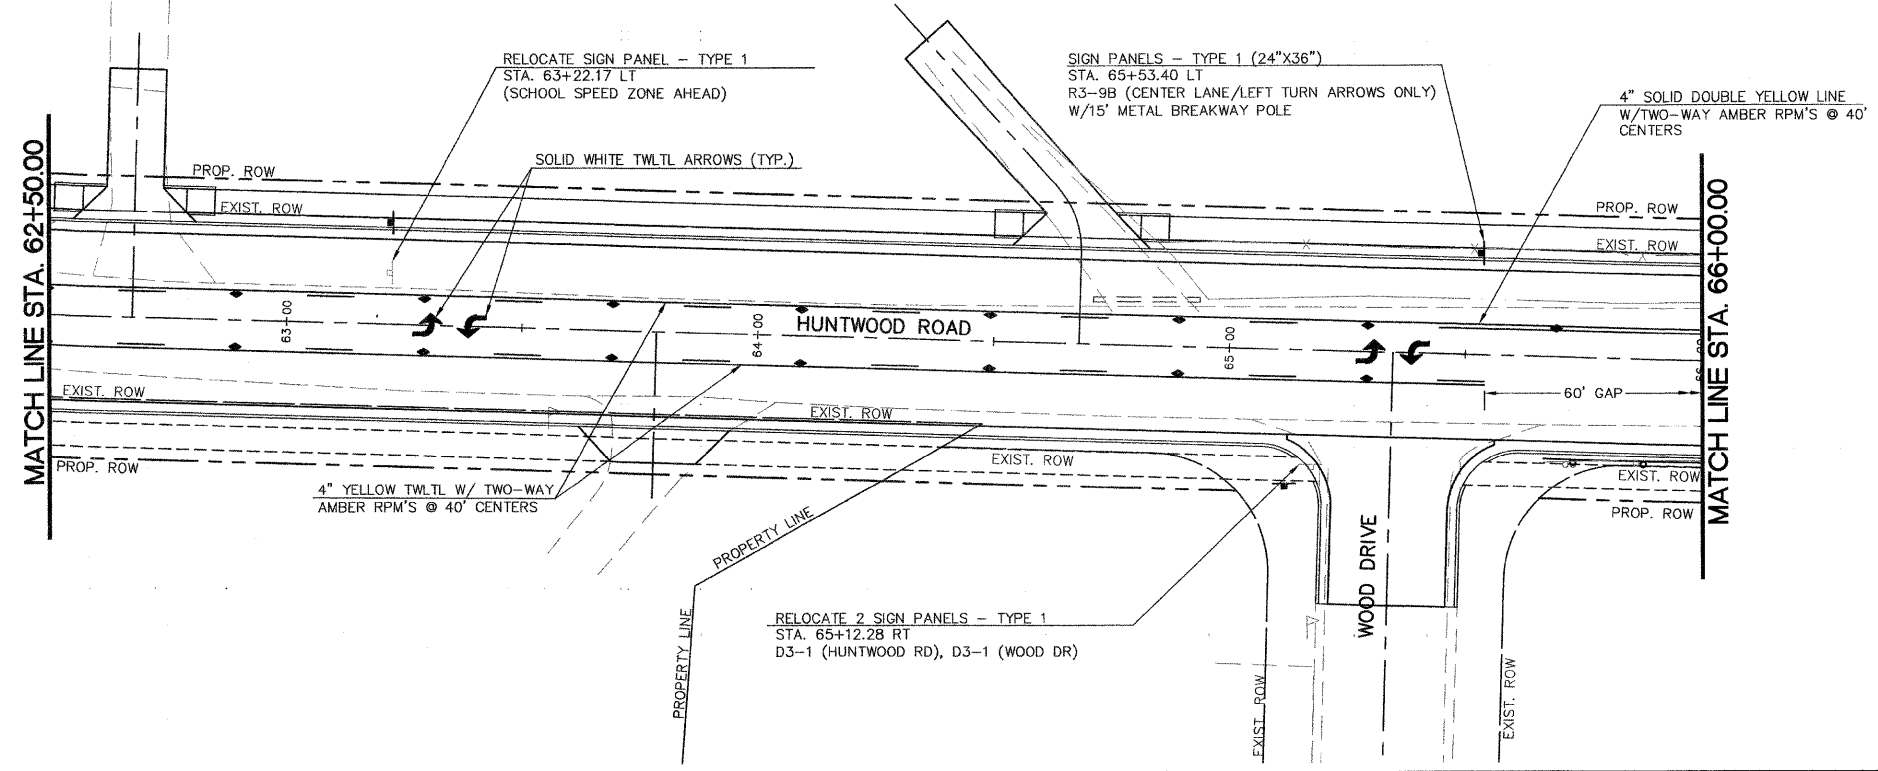 RELOCATE SIGN PANEL - TYPE 1
STA. 63+22.17 LT
(SCHOOL SPEED ZONE AHEAD)
SIGN PANELS - TYPE 1 (24"X36")
STA. 65+53.40 LT
R3-9B (CENTER LANE/LEFT TURN ARROWS ONLY)
W/15' METAL BREAKWAY POLE
4" SOLID DOUBLE YELLOW LINE
W/TWO-WAY AMBER RPM'S @ 40'
CENTERS
SOLID WHITE TWLTL ARROWS (TYP.)
MATCH LINE STA. 62+50.00
PROP. ROW
EXIST. ROW
PROP. ROW
EXIST. ROW
MATCH LINE STA. 66+00.00
63+00
64+00
HUNTWOOD ROAD
65+00
66+00
60' GAP
EXIST. ROW
EXIST. ROW
EXIST. ROW
PROP. ROW
EXIST. ROW
PROP. ROW
4" YELLOW TWLTL W/ TWO-WAY
AMBER RPM'S @ 40' CENTERS
PROPERTY LINE
PROPERTY LINE
WOOD DRIVE
RELOCATE 2 SIGN PANELS - TYPE 1
STA. 65+12.28 RT
D3-1 (HUNTWOOD RD), D3-1 (WOOD DR)
EXIST. ROW
EXIST. ROW